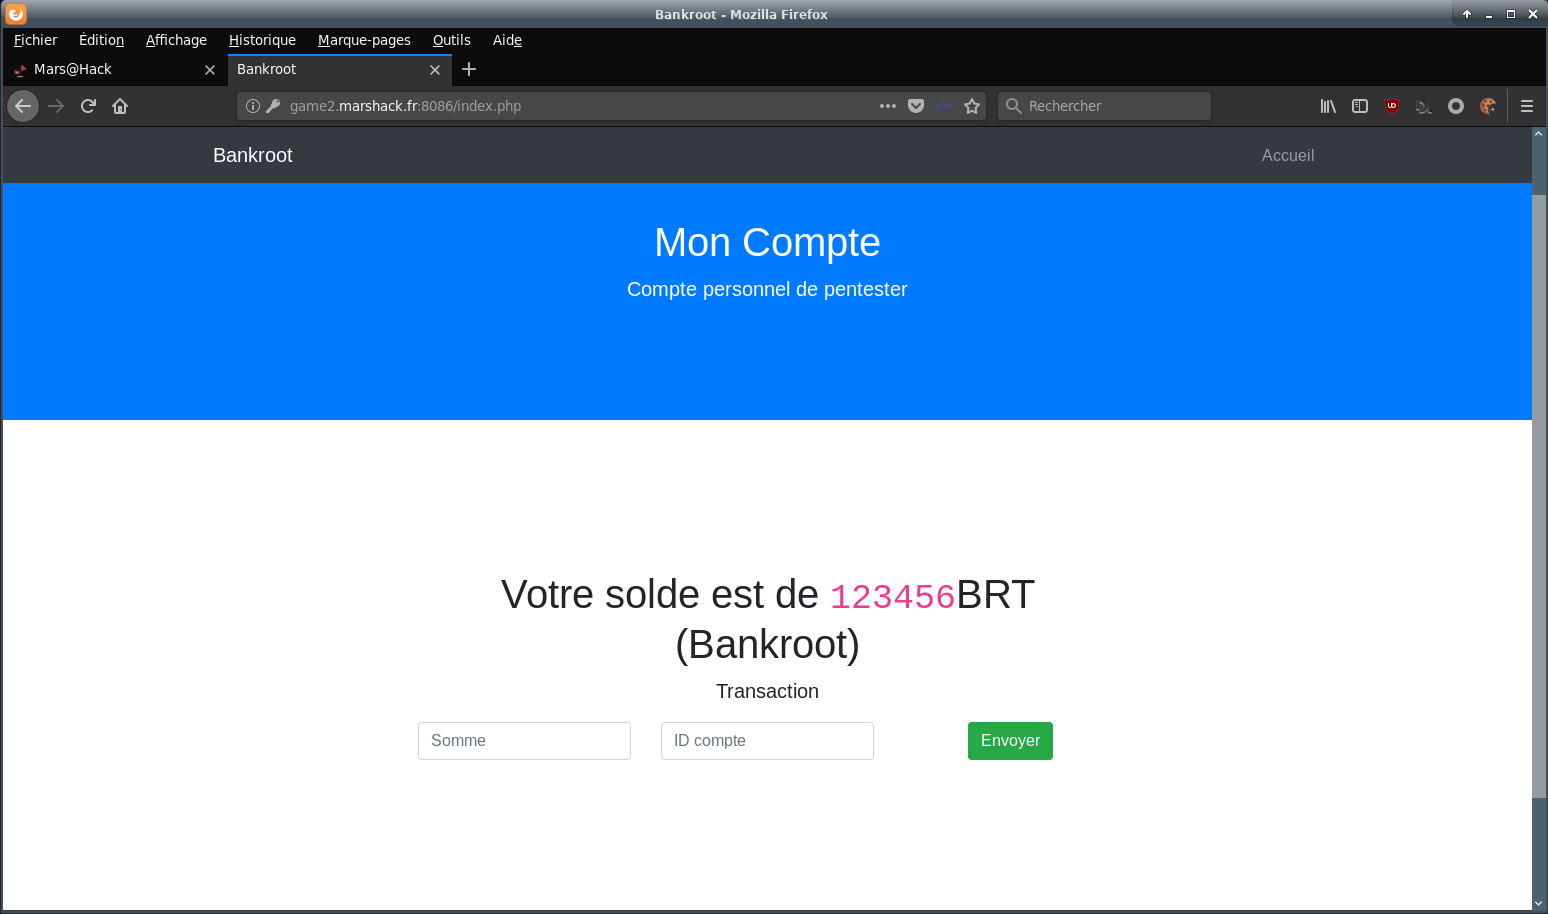 Bankroot - Mozilla Firefox
Fichier Édition Affichage Historique Marque-pages Outils Aide
Mars@Hack Bankroot
game2.marshack.fr:8086/index.php php Rechercher
Bankroot Accueil
Mon Compte
Compte personnel de pentester
Votre solde est de 123456BRT
(Bankroot)
Transaction
Somme ID compte Envoyer